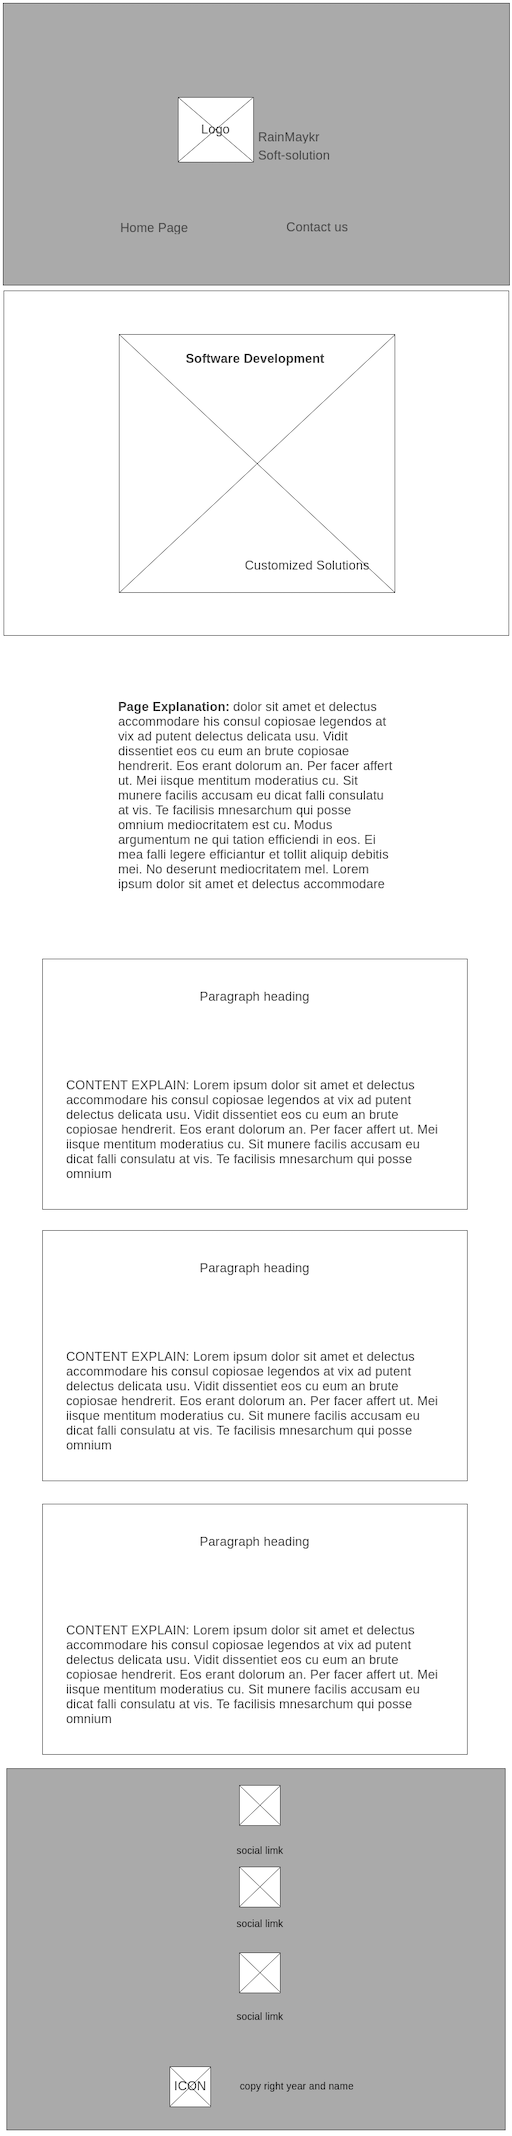 Logo
RainMaykr
Soft-solution
Home Page
Contact us
Software Development
Customized Solutions
Page Explanation: dolor sit amet et delectus
accommodare his consul copiosae legendos at
vix ad putent delectus delicata usu. Vidit
dissentiet eos cu eum an brute copiosae
hendrerit. Eos erant dolorum an. Per facer affert
ut. Mei iisque mentitum moderatius cu. Sit
munere facilis accusam eu dicat falli consulatu
at vis. Te facilisis mnesarchum qui posse
omnium mediocritatem est cu. Modus
argumentum ne qui tation efficiendi in eos. Ei
mea falli legere efficiantur et tollit aliquip debitis
mei. No deserunt mediocritatem mel. Lorem
ipsum dolor sit amet et delectus accommodare
Paragraph heading
CONTENT EXPLAIN: Lorem ipsum dolor sit amet et delectus
accommodare his consul copiosae legendos at vix ad putent
delectus delicata usu. Vidit dissentiet eos cu eum an brute
copiosae hendrerit. Eos erant dolorum an. Per facer affert ut. Mei
iisque mentitum moderatius cu. Sit munere facilis accusam eu
dicat falli consulatu at vis. Te facilisis mnesarchum qui posse
omnium
Paragraph heading
CONTENT EXPLAIN: Lorem ipsum dolor sit amet et delectus
accommodare his consul copiosae legendos at vix ad putent
delectus delicata usu. Vidit dissentiet eos cu eum an brute
copiosae hendrerit. Eos erant dolorum an. Per facer affert ut. Mei
iisque mentitum moderatius cu. Sit munere facilis accusam eu
dicat falli consulatu at vis. Te facilisis mnesarchum qui posse
omnium
Paragraph heading
CONTENT EXPLAIN: Lorem ipsum dolor sit amet et delectus
accommodare his consul copiosae legendos at vix ad putent
delectus delicata usu. Vidit dissentiet eos cu eum an brute
copiosae hendrerit. Eos erant dolorum an. Per facer affert ut. Mei
iisque mentitum moderatius cu. Sit munere facilis accusam eu
dicat falli consulatu at vis. Te facilisis mnesarchum qui posse
omnium
social limk
social limk
social limk
ICON
copy right year and name